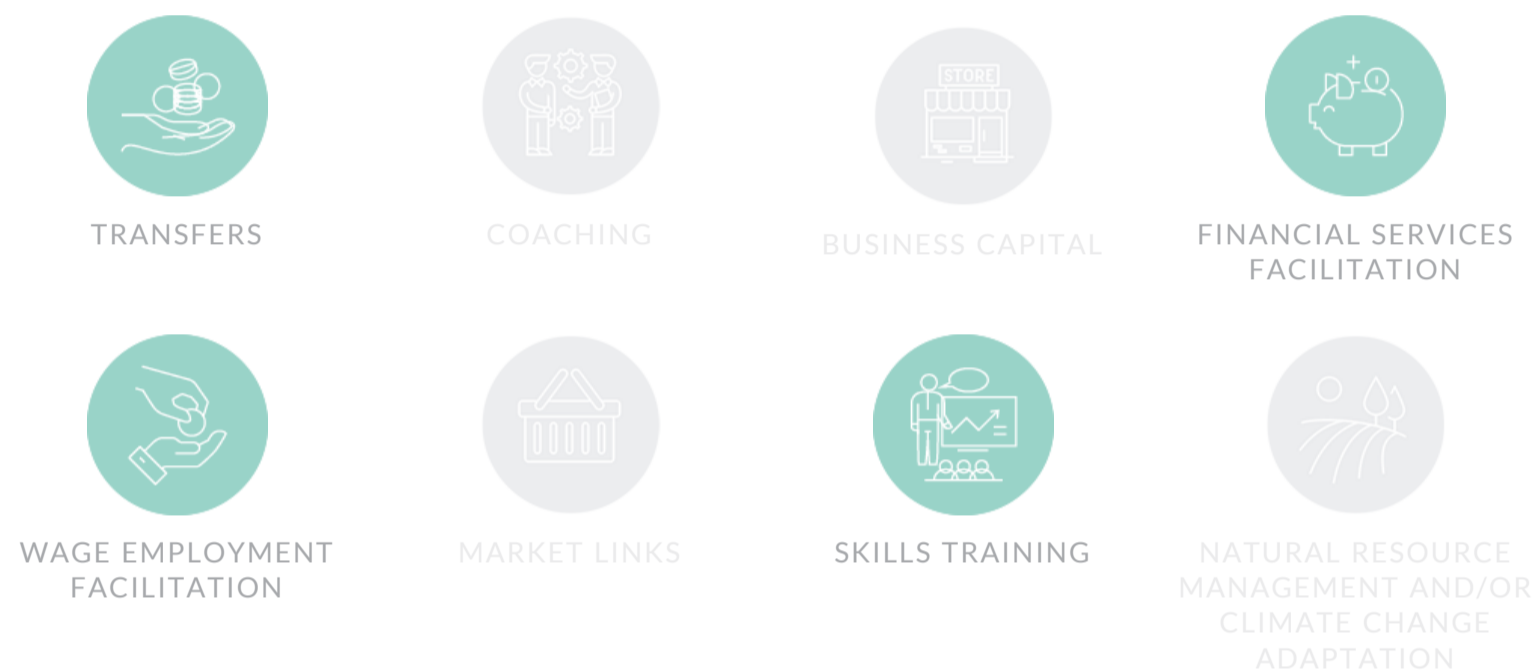 STORE
TRANSFERS
COACHING
BUSINESS CAPITAL
FINANCIAL SERVICES
FACILITATION
WAGE EMPLOYMENT
FACILITATION
MARKET LINKS
SKILLS TRAINING
NATURAL RESOURCE
MANAGEMENT AND/OR
CLIMATE CHANGE
ADAPTATION